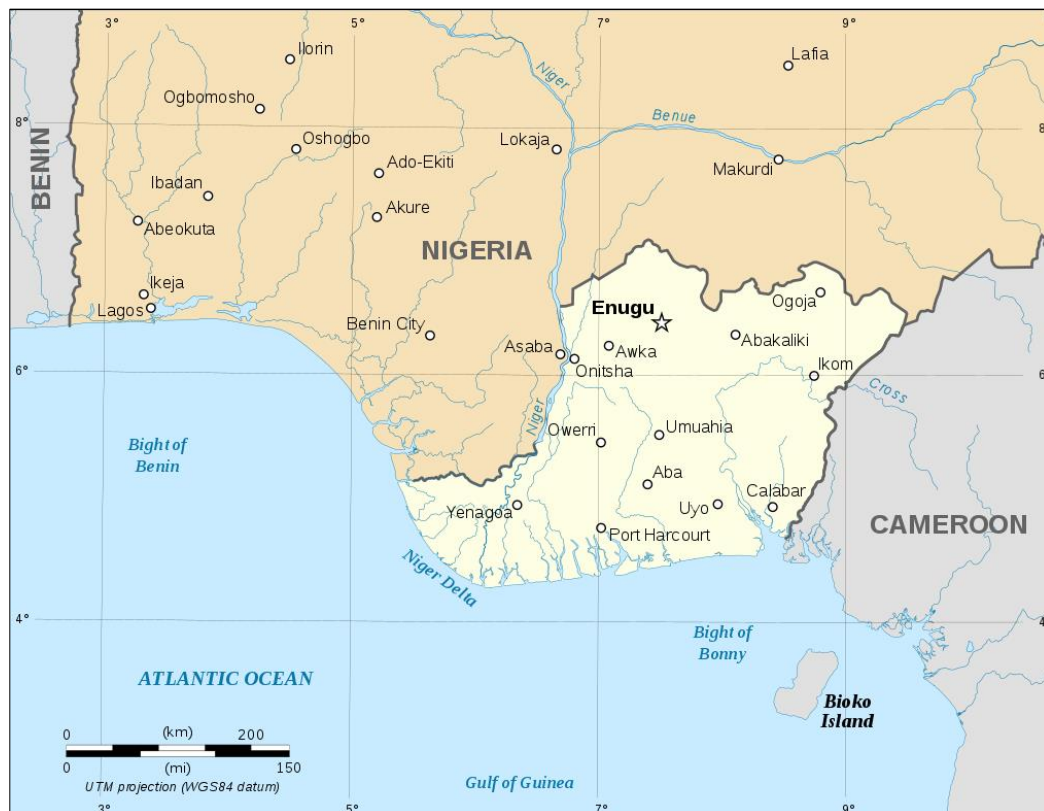 3°
5°
7°
9°
Ilorin
Lafia
Niger
Ogbomosho
Benue
8°
8
Oshogbo
Lokaja
Makurdi
Ado-Ekiti
BENIN
Ibadan
Akure
Abeokuta
NIGERIA
Ikeja
Lagos
Ogoja
Enugu
Benin City
Abakaliki
Asaba
Awka
Onitsha
Ikom
6°
6
Cross
Niger
Owerri
Umuahia
Bight of
Benin
Aba
Calabar
Yenagoa
Uyo
Port Harcourt
CAMEROON
Niger Delta
4°
4
Bight of
Bonny
ATLANTIC OCEAN
Bioko
Island
0 (km) 200
0 (mi) 150
UTM projection (WGS84 datum)
Gulf of Guinea
3°
5°
7°
9°